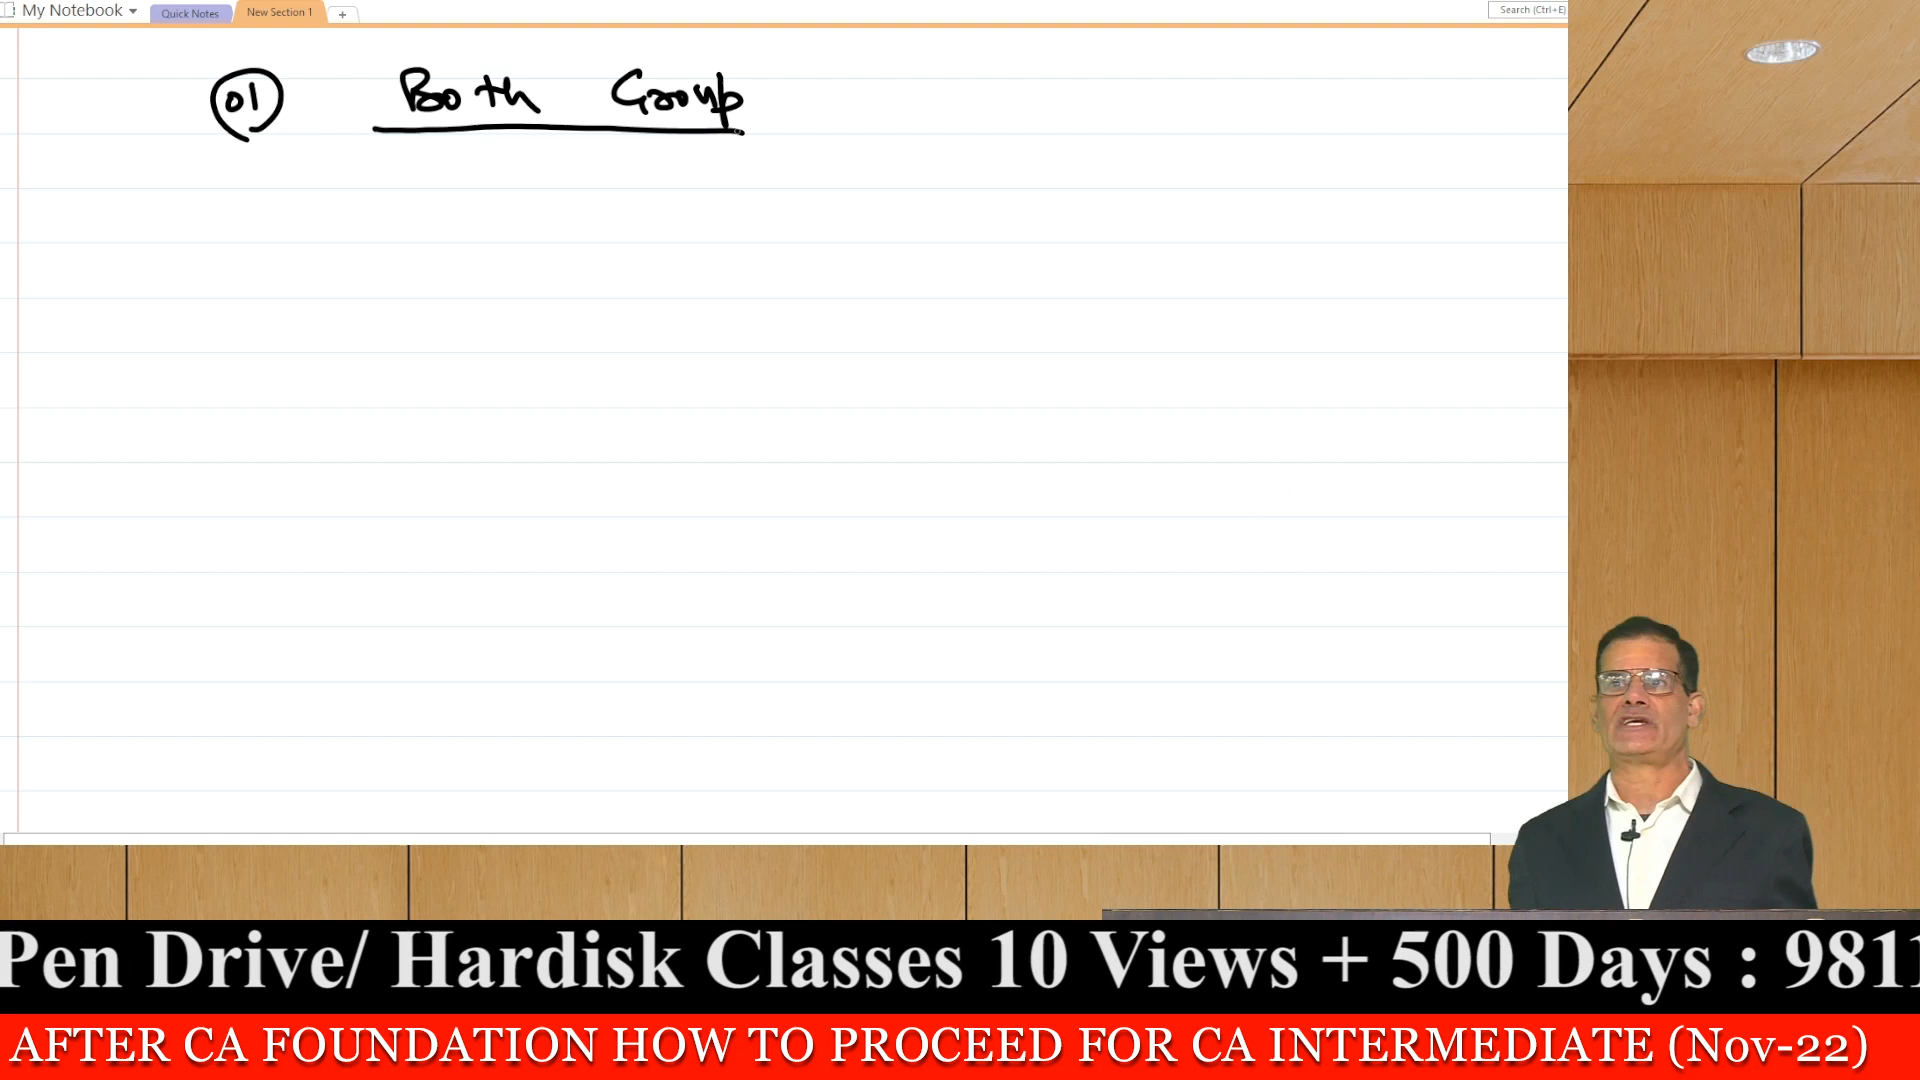 My Notebook
Quick Notes
New Section 1
Search (Ctrl+E)
01 Both Group
Pen Drive/ Hardisk Classes 10 Views + 500 Days : 981
AFTER CA FOUNDATION HOW TO PROCEED FOR CA INTERMEDIATE (Nov-22)